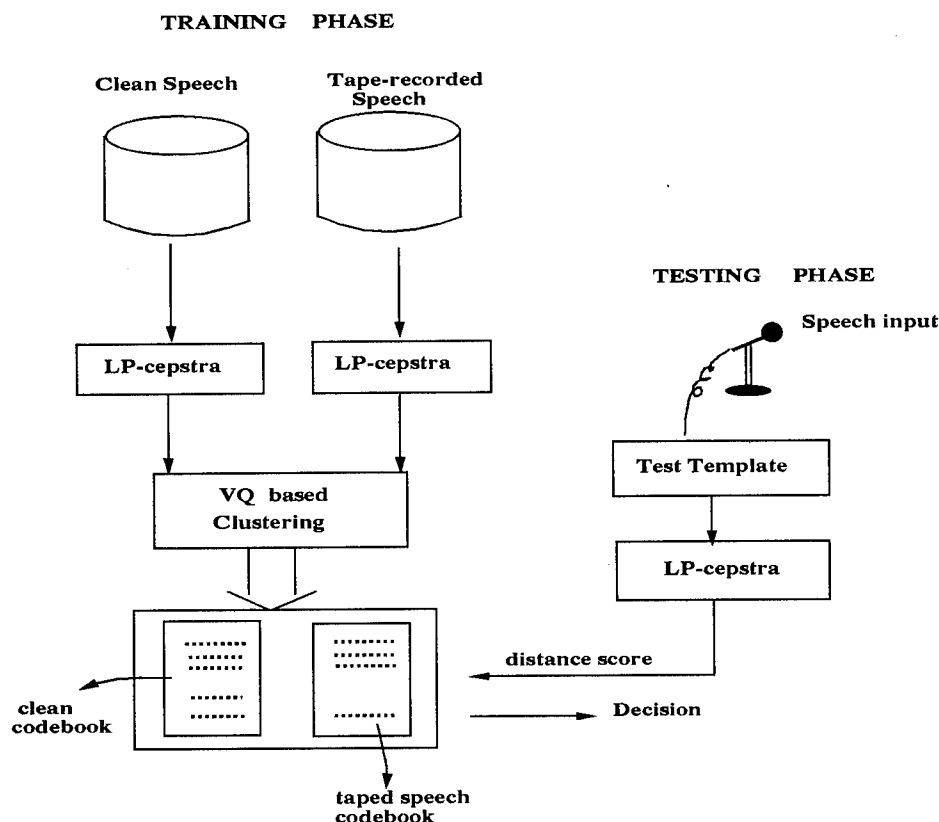 TRAINING PHASE
Clean Speech
Tape-recorded
Speech
LP-cepstra
LP-cepstra
VQ based
Clustering
clean
codebook
taped speech
codebook
TESTING PHASE
Speech input
Test Template
LP-cepstra
distance score
Decision